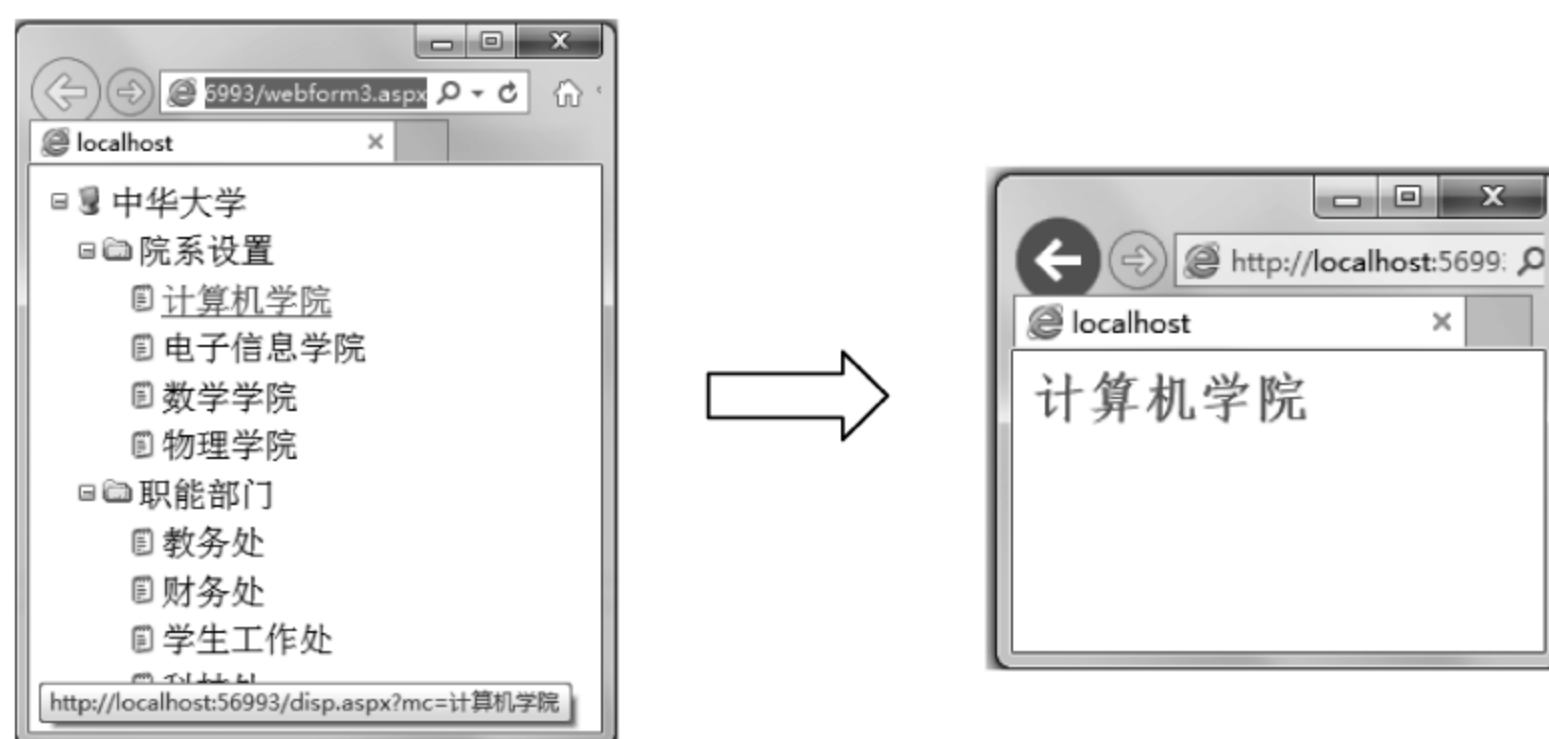 6993/webform3.aspx
localhost
中华大学
院系设置
计算机学院
电子信息学院
数学学院
物理学院
职能部门
教务处
财务处
学生工作处
http://localhost:56993/disp.aspx?mc=计算机学院
http://localhost:5699
localhost
计算机学院